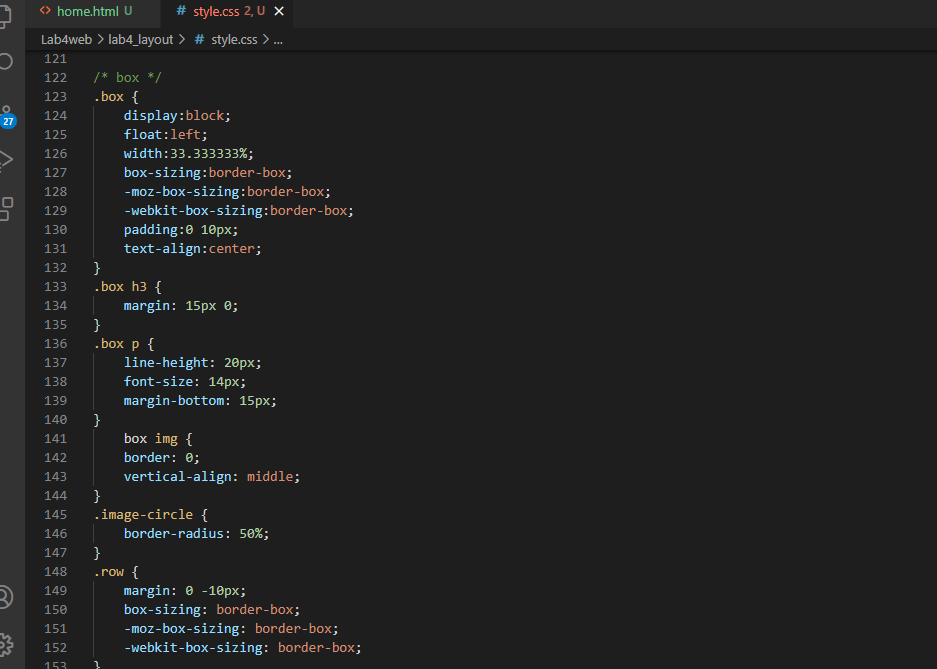 <> home.html U # style.css 2, U ✕
Lab4web > lab4_layout > # style.css > ...
27
121
122 /* box */
123 .box {
124 display:block;
125 float:left;
126 width:33.333333%;
127 box-sizing:border-box;
128 -moz-box-sizing:border-box;
129 -webkit-box-sizing:border-box;
130 padding:0 10px;
131 text-align:center;
132 }
133 .box h3 {
134 margin: 15px 0;
135 }
136 .box p {
137 line-height: 20px;
138 font-size: 14px;
139 margin-bottom: 15px;
140 }
141 box img {
142 border: 0;
143 vertical-align: middle;
144 }
145 .image-circle {
146 border-radius: 50%;
147 }
148 .row {
149 margin: 0 -10px;
150 box-sizing: border-box;
151 -moz-box-sizing: border-box;
152 -webkit-box-sizing: border-box;
153 }